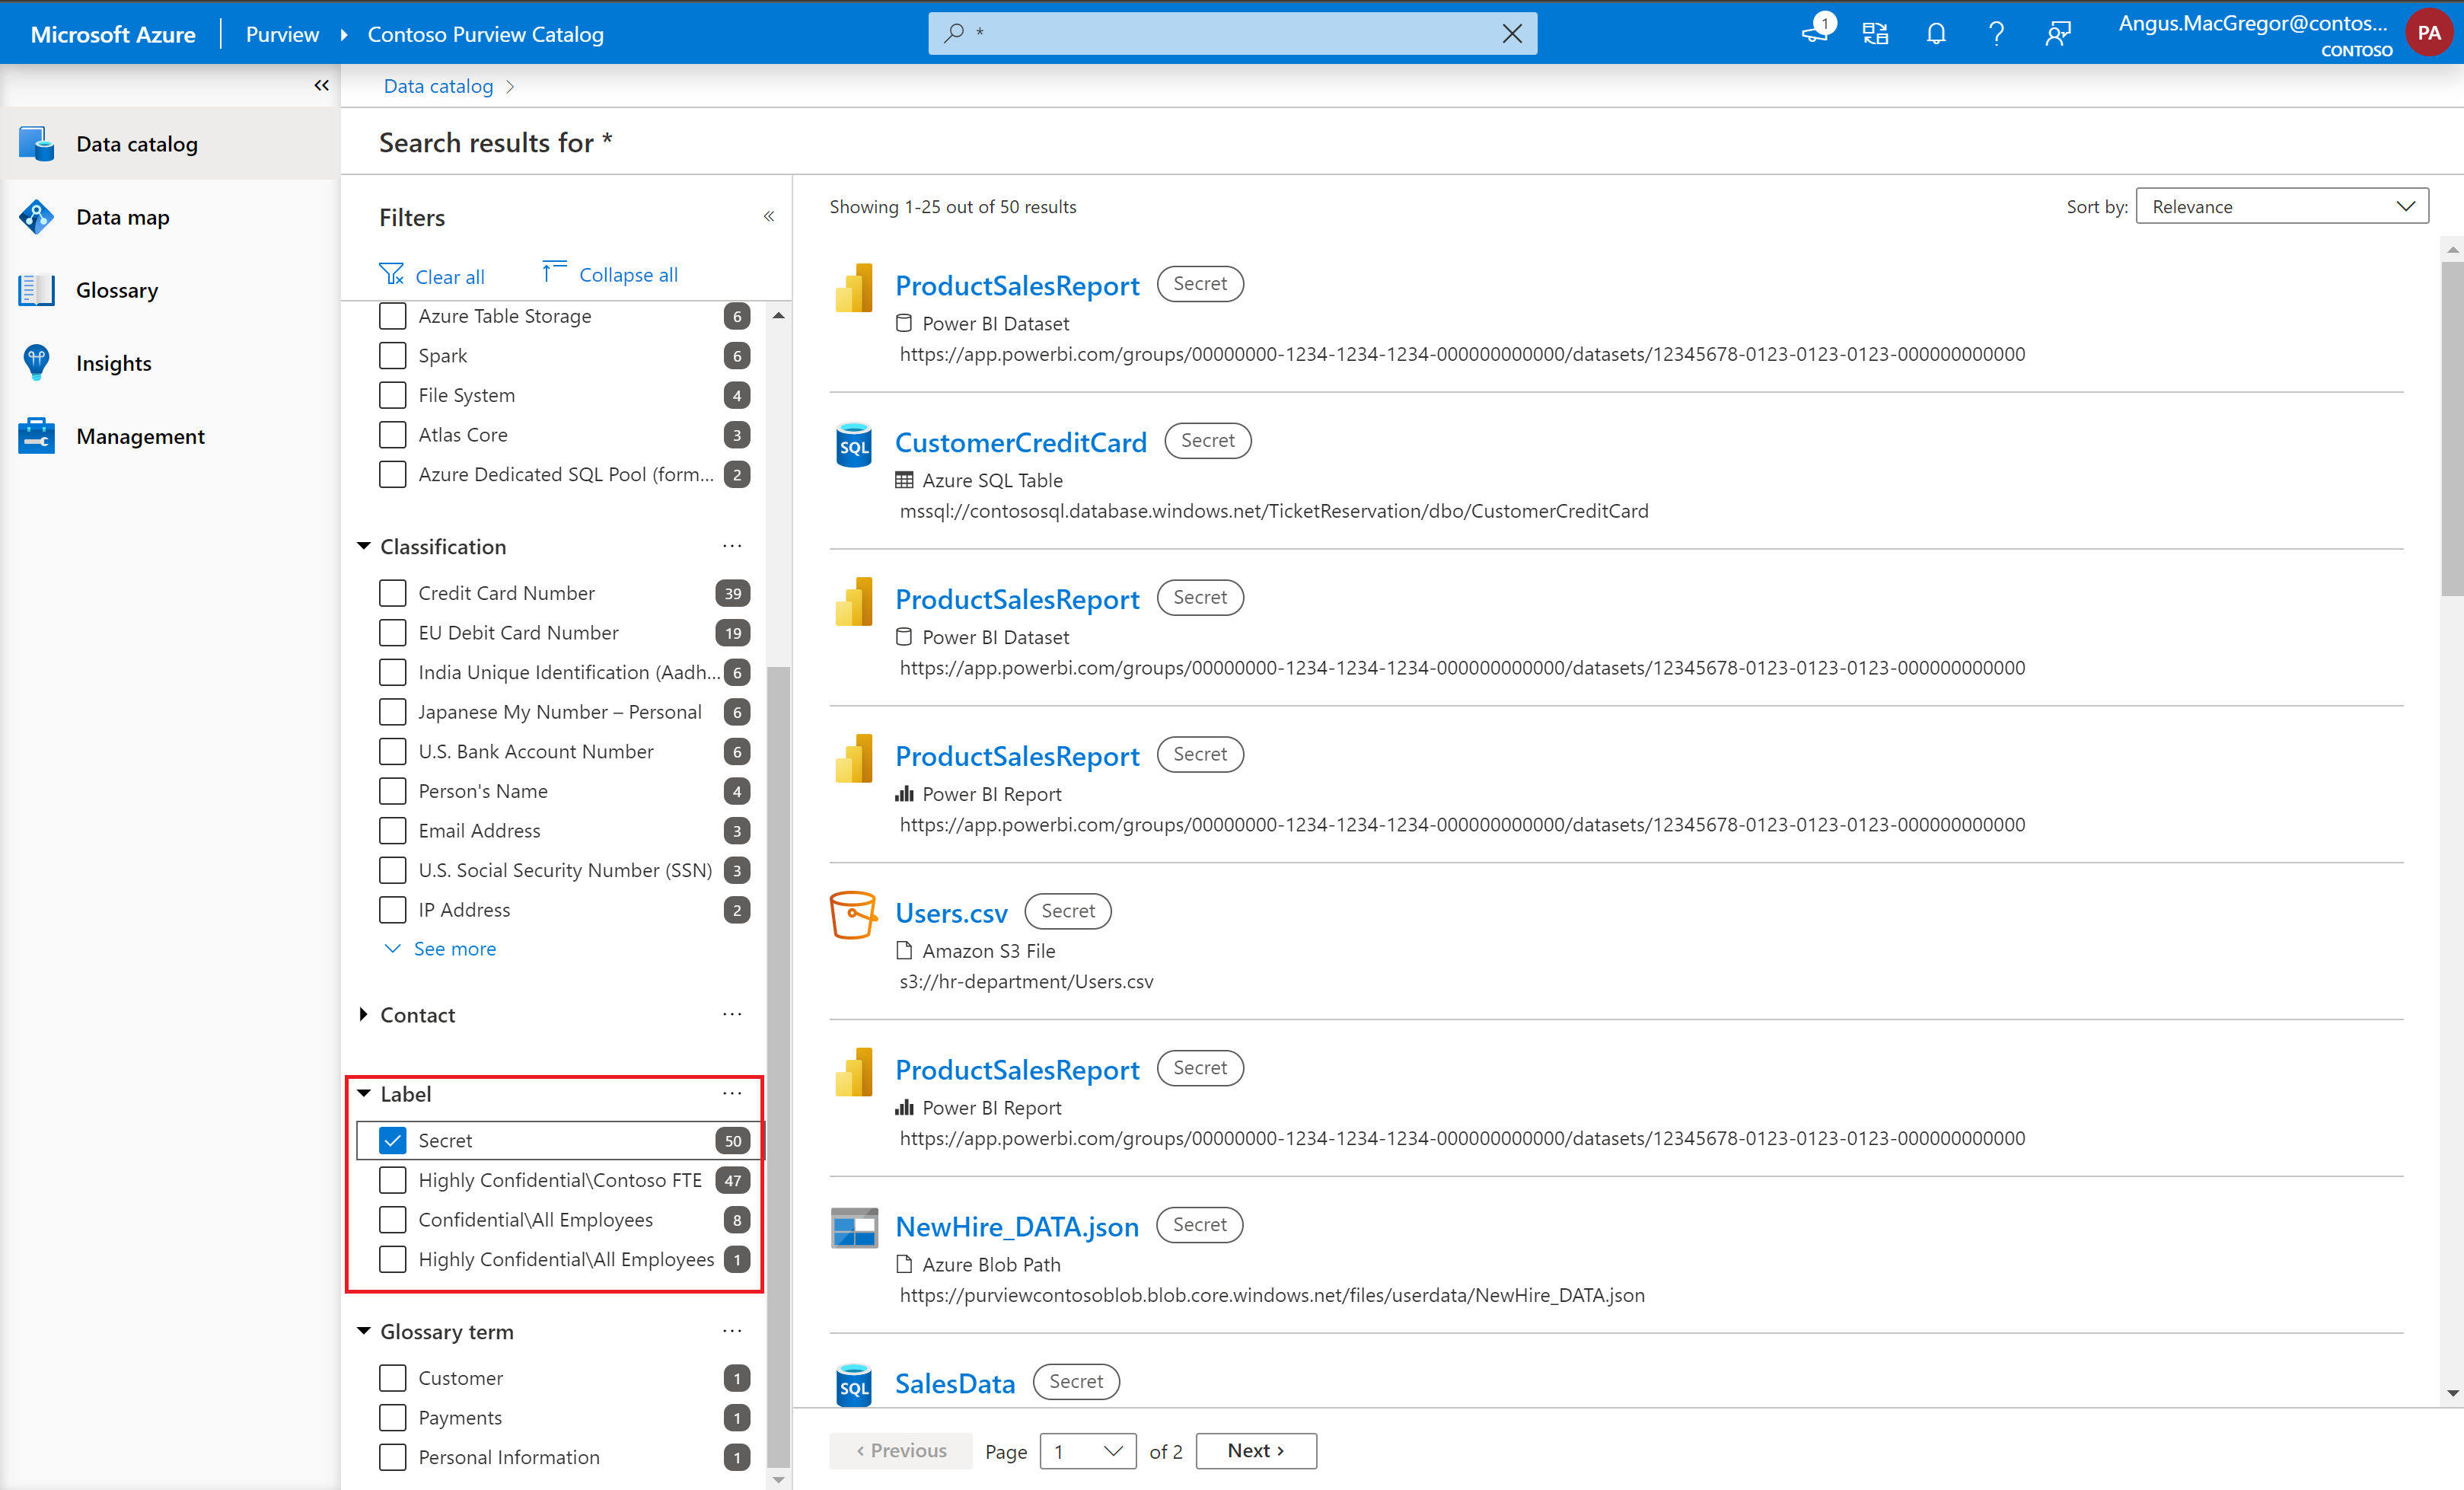 Microsoft Azure
Purview
Contoso Purview Catalog
*
1
Angus.MacGregor@contos...
CONTOSO
PA
Data catalog
Data map
Glossary
Insights
Management
Data catalog
Search results for *
Filters
Clear all
Collapse all
Azure Table Storage 6
Spark 6
File System 4
Atlas Core 3
Azure Dedicated SQL Pool (form... 2
Classification ...
Credit Card Number 39
EU Debit Card Number 19
India Unique Identification (Aadh... 6
Japanese My Number – Personal 6
U.S. Bank Account Number 6
Person's Name 4
Email Address 3
U.S. Social Security Number (SSN) 3
IP Address 2
See more
Contact ...
Label ...
Secret 50
Highly Confidential\Contoso FTE 47
Confidential\All Employees 8
Highly Confidential\All Employees 1
Glossary term ...
Customer 1
Payments 1
Personal Information 1
Showing 1-25 out of 50 results
Sort by: Relevance
ProductSalesReport Secret
Power BI Dataset
https://app.powerbi.com/groups/00000000-1234-1234-1234-000000000000/datasets/12345678-0123-0123-0123-000000000000
SQL
CustomerCreditCard Secret
Azure SQL Table
mssql://contososql.database.windows.net/TicketReservation/dbo/CustomerCreditCard
ProductSalesReport Secret
Power BI Dataset
https://app.powerbi.com/groups/00000000-1234-1234-1234-000000000000/datasets/12345678-0123-0123-0123-000000000000
ProductSalesReport Secret
Power BI Report
https://app.powerbi.com/groups/00000000-1234-1234-1234-000000000000/datasets/12345678-0123-0123-0123-000000000000
Users.csv Secret
Amazon S3 File
s3://hr-department/Users.csv
ProductSalesReport Secret
Power BI Report
https://app.powerbi.com/groups/00000000-1234-1234-1234-000000000000/datasets/12345678-0123-0123-0123-000000000000
NewHire_DATA.json Secret
Azure Blob Path
https://purviewcontosoblob.blob.core.windows.net/files/userdata/NewHire_DATA.json
SQL
SalesData Secret
‹ Previous Page 1 of 2 Next ›